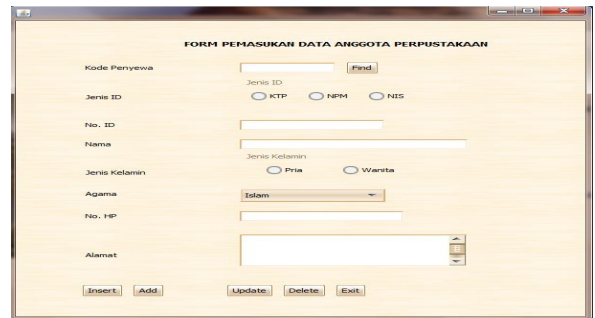 FORM PEMASUKAN DATA ANGGOTA PERPUSTAKAAN
Kode Penyewa Find
Jenis ID
Jenis ID KTP NPM NIS
No. ID
Nama
Jenis Kelamin
Jenis Kelamin Pria Wanita
Agama Islam
No. HP
Alamat
Insert Add Update Delete Exit